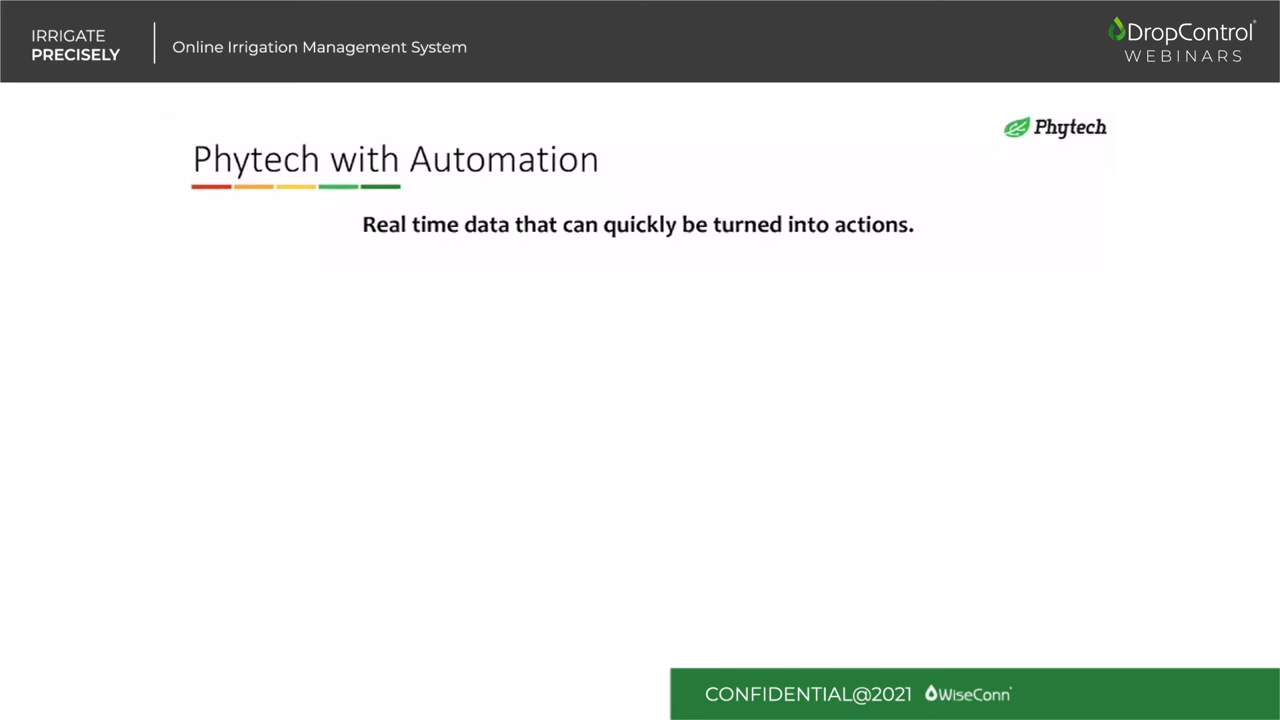 IRRIGATE
PRECISELY
Online Irrigation Management System
DropControl®
WEBINARS
Phytech
Phytech with Automation
Real time data that can quickly be turned into actions.
CONFIDENTIAL@2021 WiseConn®